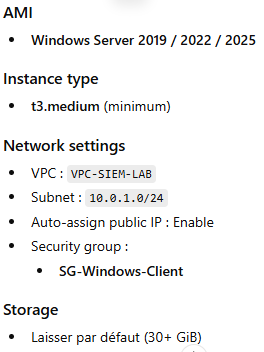 AMI
• Windows Server 2019 / 2022 / 2025
Instance type
• t3.medium (minimum)
Network settings
• VPC : VPC-SIEM-LAB
• Subnet : 10.0.1.0/24
• Auto-assign public IP : Enable
• Security group :
• SG-Windows-Client
Storage
• Laisser par défaut (30+ GiB)